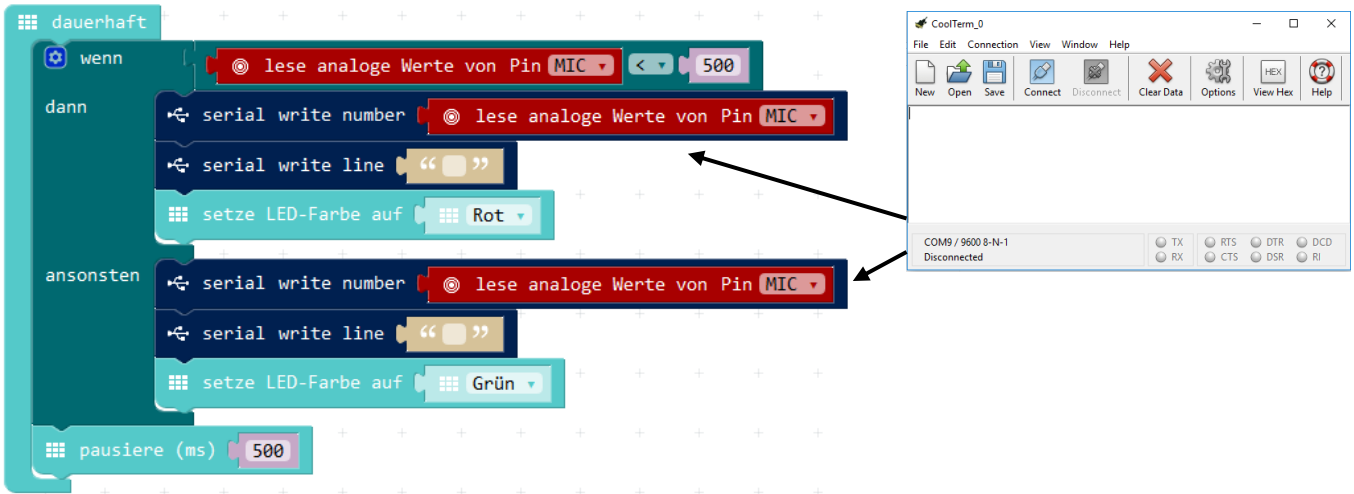 dauerhaft
wenn
lese analoge Werte von Pin MIC < 500
dann
serial write number lese analoge Werte von Pin MIC
serial write line “ ”
setze LED-Farbe auf Rot
ansonsten
serial write number lese analoge Werte von Pin MIC
serial write line “ ”
setze LED-Farbe auf Grün
pausiere (ms) 500
CoolTerm_0
File Edit Connection View Window Help
HEX
New Open Save Connect Disconnect Clear Data Options View Hex Help
COM9 / 9600 8-N-1
Disconnected
TX RTS DTR DCD
RX CTS DSR RI